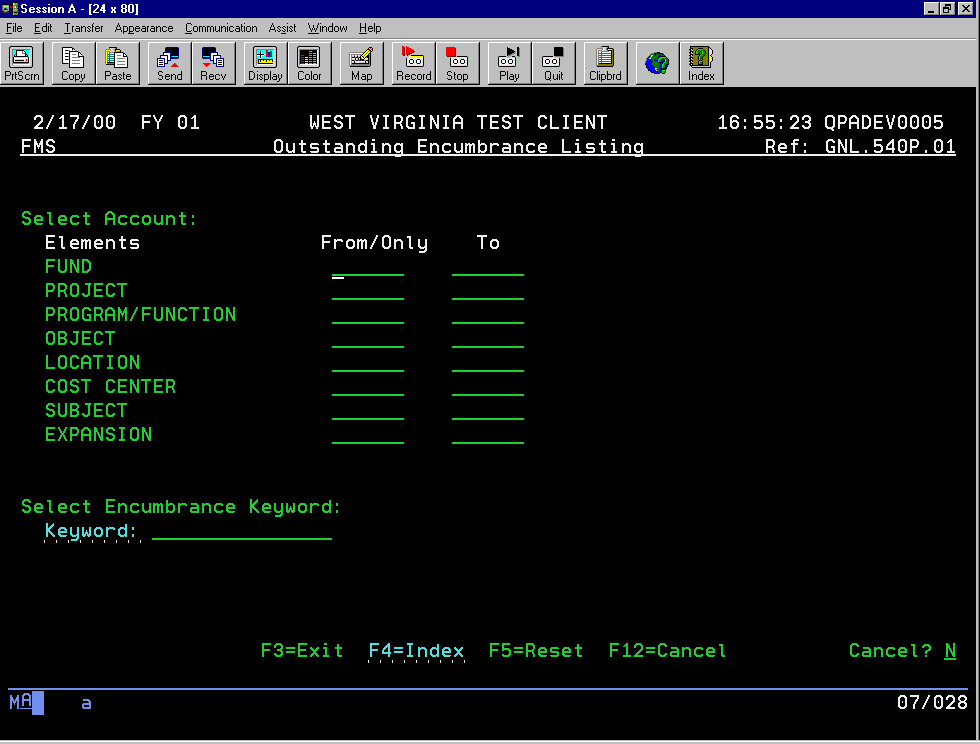 Session A - [24 x 80]
File Edit Transfer Appearance Communication Assist Window Help
PrtScrn Copy Paste Send Recv Display Color Map Record Stop Play Quit Clipbrd Index
2/17/00 FY 01 WEST VIRGINIA TEST CLIENT 16:55:23 QPADEV0005
FMS Outstanding Encumbrance Listing Ref: GNL.540P.01
Select Account:
Elements From/Only To
FUND
PROJECT
PROGRAM/FUNCTION
OBJECT
LOCATION
COST CENTER
SUBJECT
EXPANSION
Select Encumbrance Keyword:
Keyword:
F3=Exit F4=Index F5=Reset F12=Cancel Cancel? N
MA a 07/028